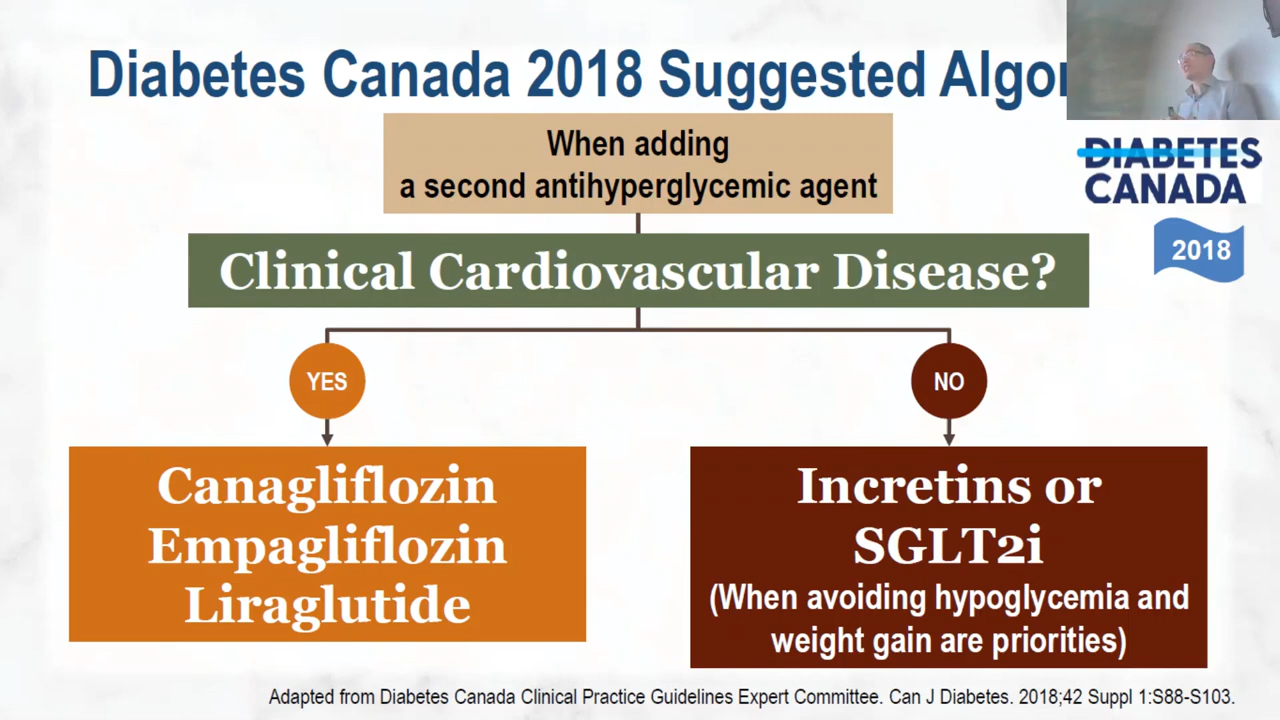 Diabetes Canada 2018 Suggested
When adding
a second antihyperglycemic agent
DIABETES
CANADA
2018
Clinical Cardiovascular Disease?
YES
NO
Canagliflozin
Empagliflozin
Liraglutide
Incretins or
SGLT2i
(When avoiding hypoglycemia and
weight gain are priorities)
Adapted from Diabetes Canada Clinical Practice Guidelines Expert Committee. Can J Diabetes. 2018;42 Suppl 1:S88-S103.